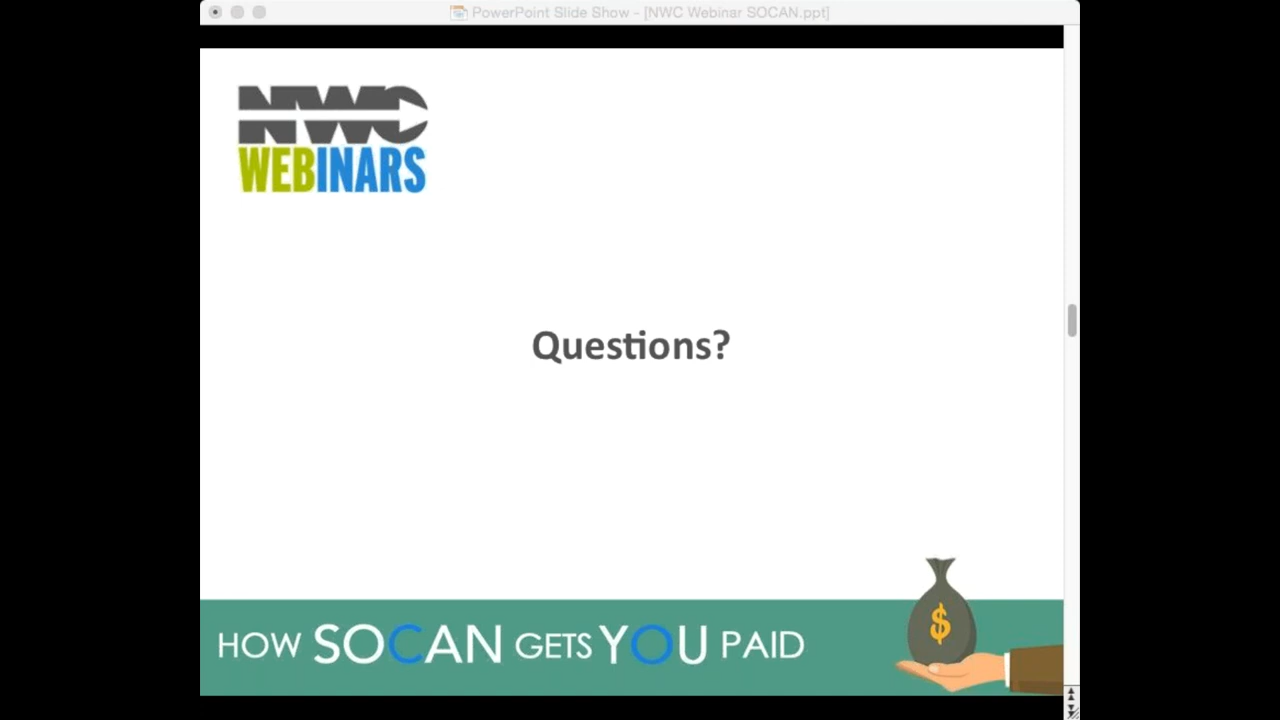 PowerPoint Slide Show - [NWC Webinar SOCAN.ppt]
NWC
WEBINARS
Questions?
HOW SOCAN GETS YOU PAID
$